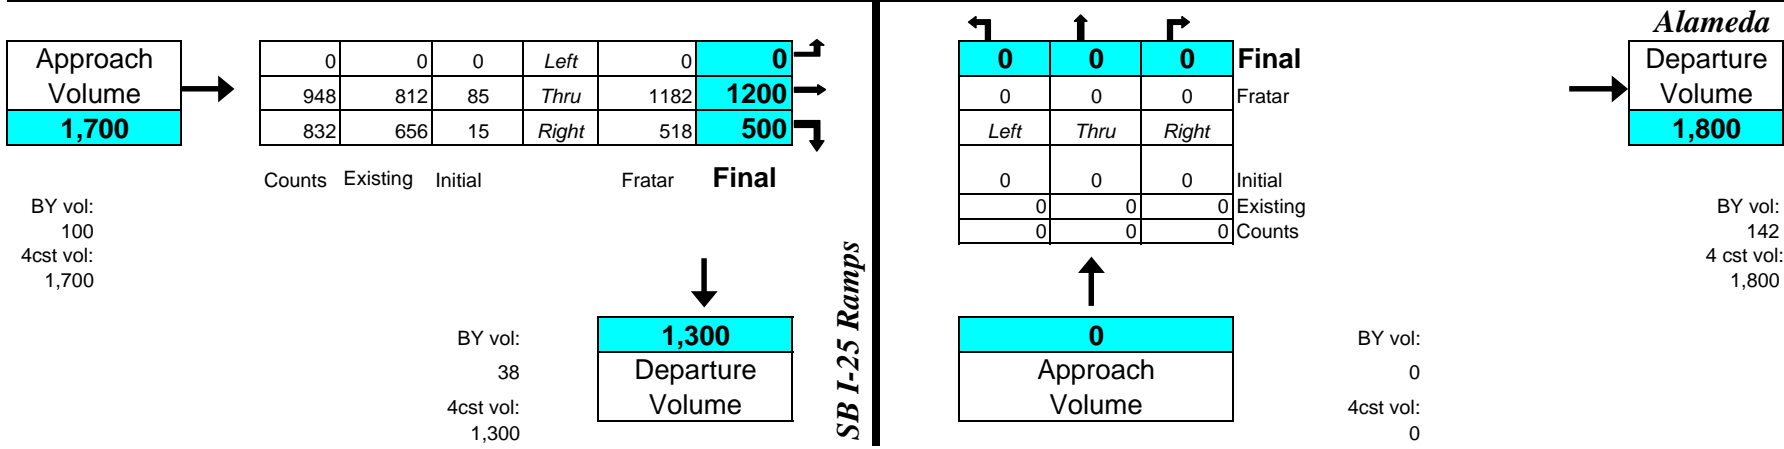 Alameda
Approach
Volume
1,700
0 0 0 Left 0 0
948 812 85 Thru 1182 1200
832 656 15 Right 518 500
Counts Existing Initial Fratar Final
BY vol:
100
4cst vol:
1,700
BY vol:
38
4cst vol:
1,300
1,300
Departure
Volume
SB I-25 Ramps
0 0 0 Final
0 0 0 Fratar
Left Thru Right
0 0 0 Initial
0 0 0 Existing
0 0 0 Counts
0
Approach
Volume
BY vol:
0
4cst vol:
0
Departure
Volume
1,800
BY vol:
142
4 cst vol:
1,800